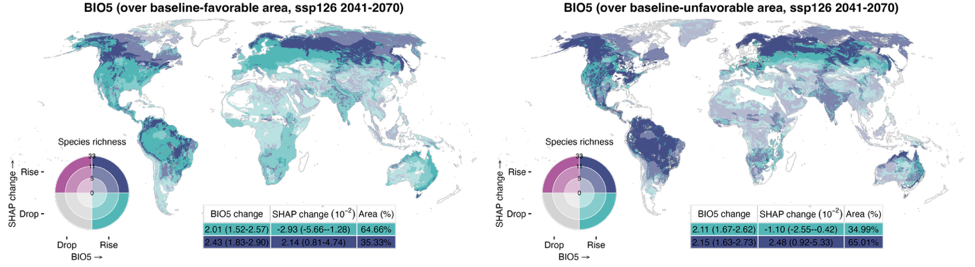 BIO5 (over baseline-favorable area, ssp126 2041-2070)
Species richness
33
0
SHAP change →
Rise
Drop
Drop
Rise
BIO5 →
BIO5 change SHAP change (10⁻²) Area (%)
2.01 (1.52-2.57) -2.93 (-5.66--1.28) 64.66%
2.43 (1.83-2.90) 2.14 (0.81-4.74) 35.33%
BIO5 (over baseline-unfavorable area, ssp126 2041-2070)
Species richness
33
0
SHAP change →
Rise
Drop
Drop
Rise
BIO5 →
BIO5 change SHAP change (10⁻²) Area (%)
2.11 (1.67-2.62) -1.10 (-2.55--0.42) 34.99%
2.15 (1.63-2.73) 2.48 (0.92-5.33) 65.01%